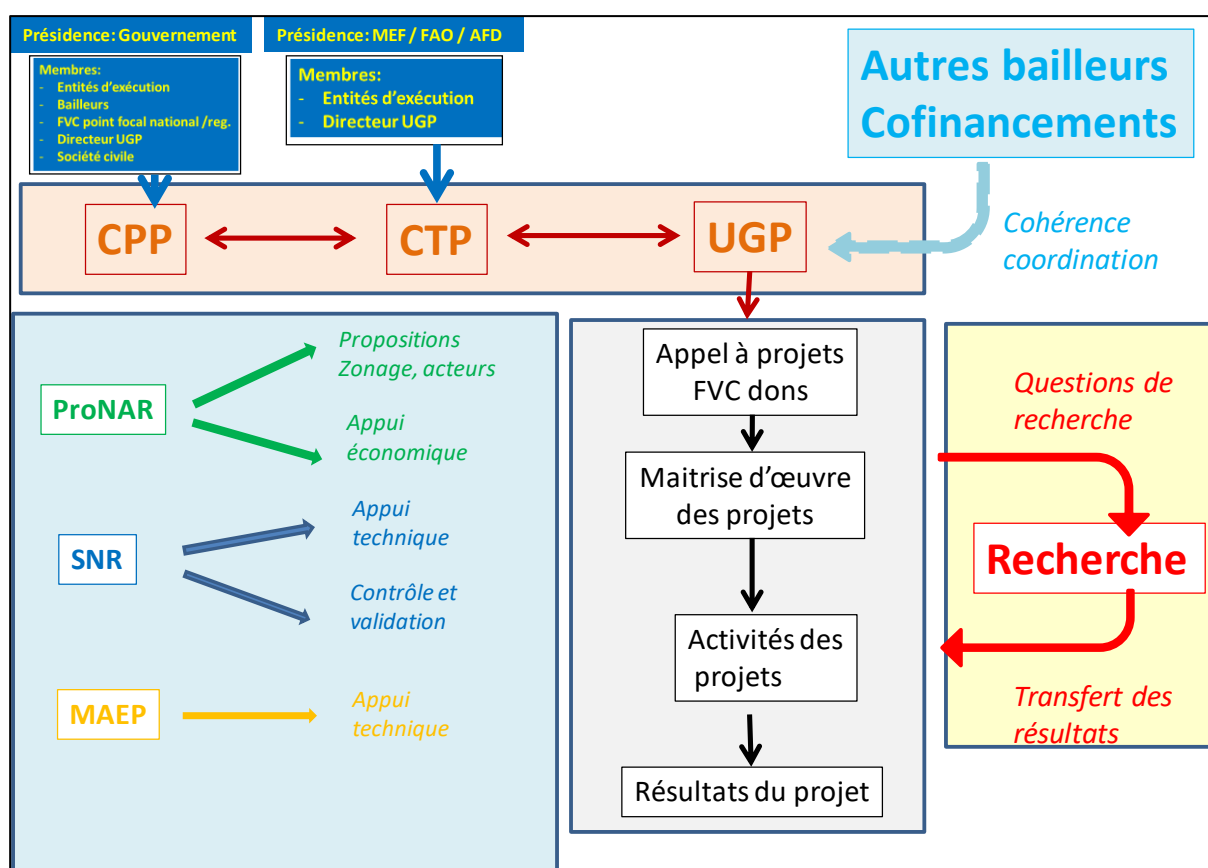 Présidence: Gouvernement
Membres:
- Entités d'exécution
- Bailleurs
- FVC point focal national /reg.
- Directeur UGP
- Société civile
Présidence: MEF / FAO / AFD
Membres:
- Entités d'exécution
- Directeur UGP
Autres bailleurs
Cofinancements
CPP
CTP
UGP
Cohérence
coordination
ProNAR
Propositions
Zonage, acteurs
Appui
économique
SNR
Appui
technique
Contrôle et
validation
MAEP
Appui
technique
Appel à projets
FVC dons
Maitrise d'œuvre
des projets
Activités des
projets
Résultats du projet
Questions de
recherche
Recherche
Transfert des
résultats